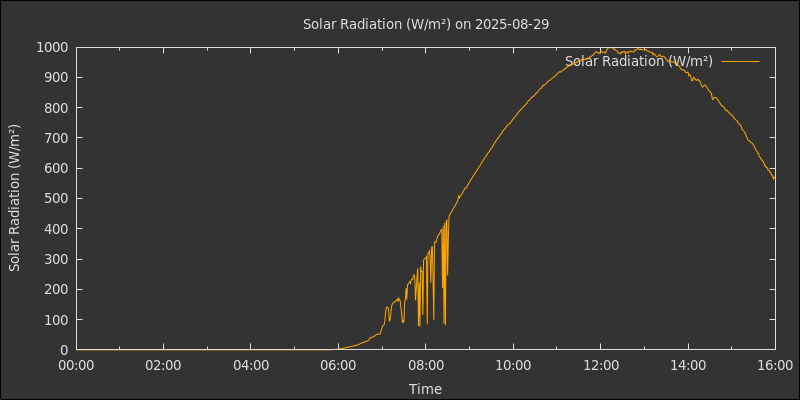 Solar Radiation (W/m²) on 2025-08-29
Solar Radiation (W/m²)
Solar Radiation (W/m²)
1000
900
800
700
600
500
400
300
200
100
0
00:00 02:00 04:00 06:00 08:00 10:00 12:00 14:00 16:00
Time